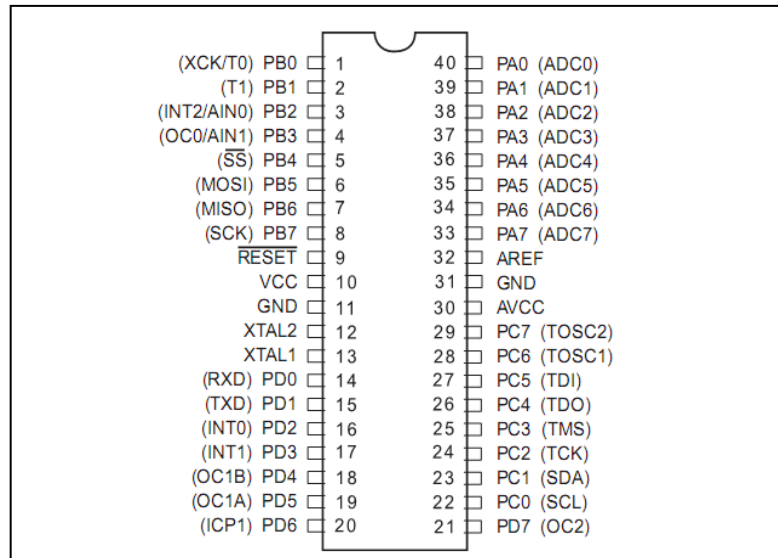 (XCK/T0) PB0 1 40 PA0 (ADC0)
(T1) PB1 2 39 PA1 (ADC1)
(INT2/AIN0) PB2 3 38 PA2 (ADC2)
(OC0/AIN1) PB3 4 37 PA3 (ADC3)
(SS) PB4 5 36 PA4 (ADC4)
(MOSI) PB5 6 35 PA5 (ADC5)
(MISO) PB6 7 34 PA6 (ADC6)
(SCK) PB7 8 33 PA7 (ADC7)
RESET 9 32 AREF
VCC 10 31 GND
GND 11 30 AVCC
XTAL2 12 29 PC7 (TOSC2)
XTAL1 13 28 PC6 (TOSC1)
(RXD) PD0 14 27 PC5 (TDI)
(TXD) PD1 15 26 PC4 (TDO)
(INT0) PD2 16 25 PC3 (TMS)
(INT1) PD3 17 24 PC2 (TCK)
(OC1B) PD4 18 23 PC1 (SDA)
(OC1A) PD5 19 22 PC0 (SCL)
(ICP1) PD6 20 21 PD7 (OC2)